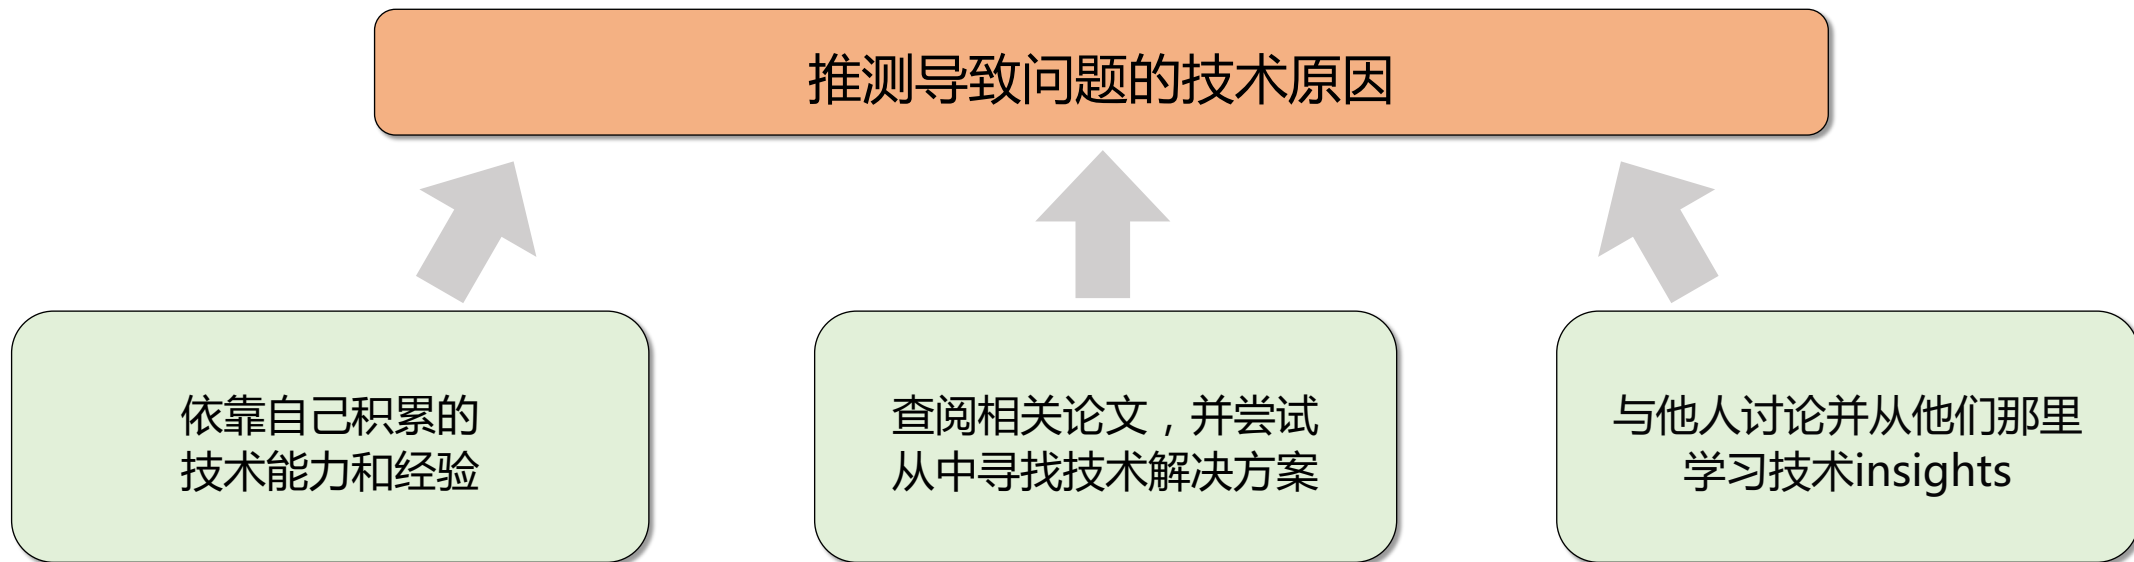 推测导致问题的技术原因
依靠自己积累的
技术能力和经验
查阅相关论文，并尝试
从中寻找技术解决方案
与他人讨论并从他们那里
学习技术insights